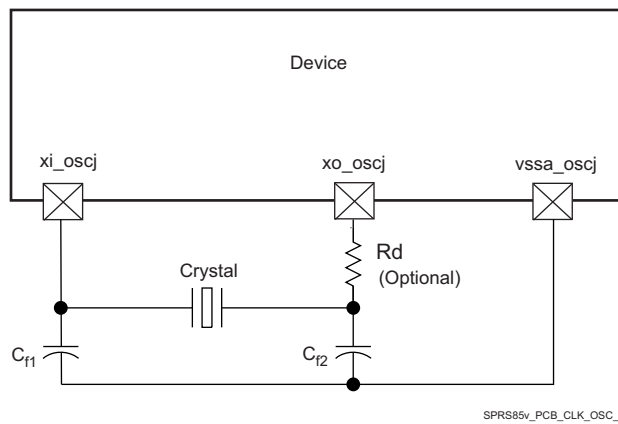 Device
xi_oscj
xo_oscj
vssa_oscj
Rd
(Optional)
Crystal
Cf1
Cf2
SPRS85v_PCB_CLK_OSC_